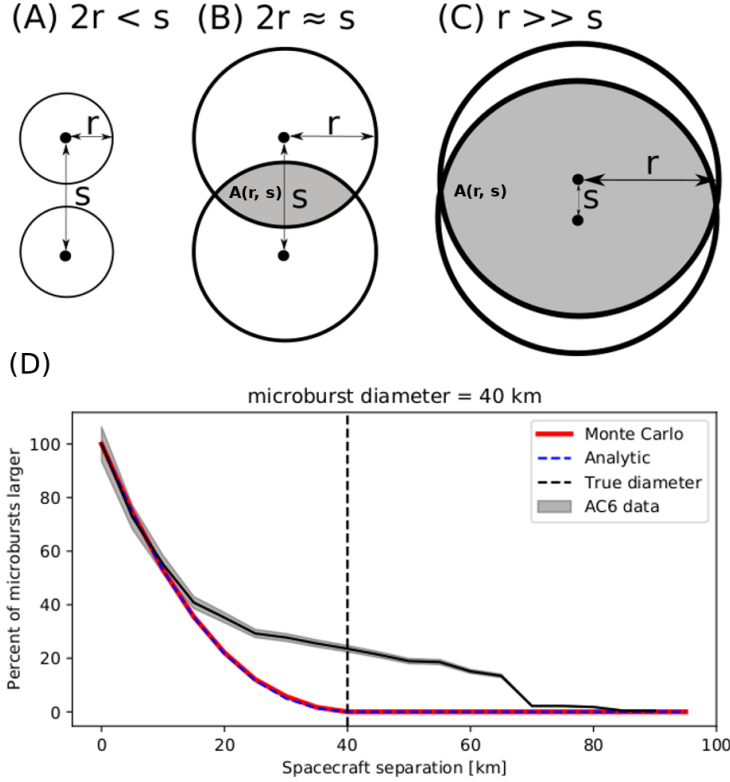 (A) 2r < s
(B) 2r ≈ s
(C) r >> s
r
s
r
A(r, s)
s
r
A(r, s)
s
(D)
microburst diameter = 40 km
Percent of microbursts larger
100
80
60
40
20
0
Monte Carlo
Analytic
True diameter
AC6 data
0
20
40
60
80
100
Spacecraft separation [km]